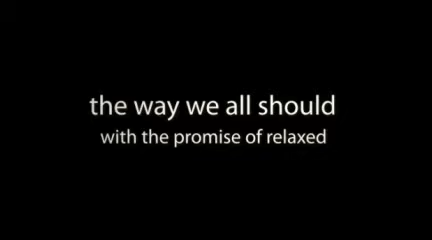 the way we all should
with the promise of relaxed